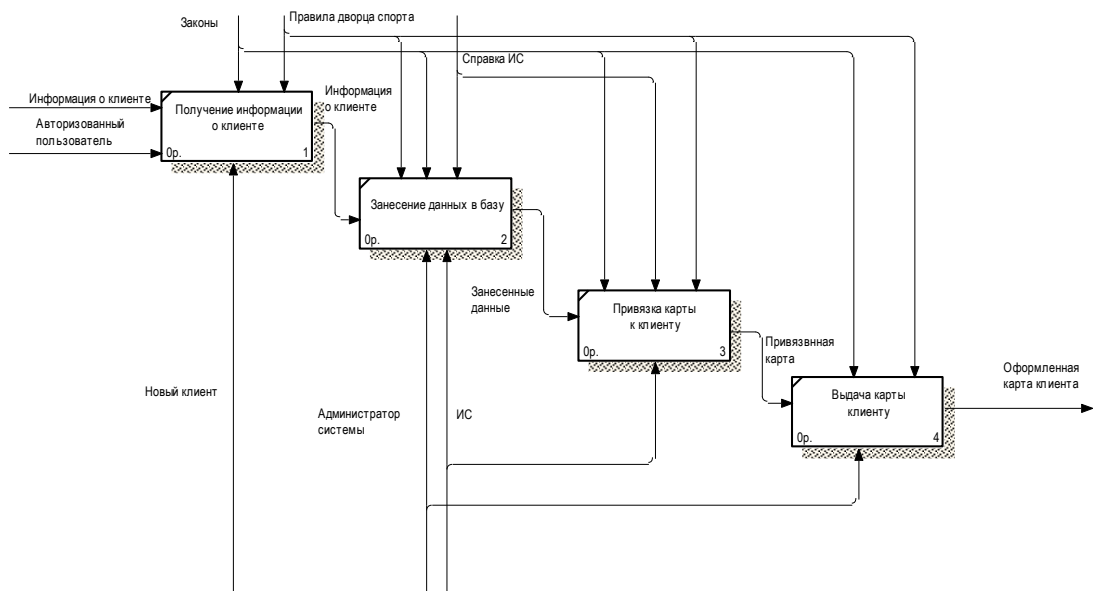 Законы
Правила дворца спорта
Справка ИС
Информация о клиенте
Авторизованный
пользователь
Получение информации
о клиенте
0р.
1
Информация
о клиенте
Занесение данных в базу
0р.
2
Занесенные
данные
Привязка карты
к клиенту
0р.
3
Привязвнная
карта
Выдача карты
клиенту
0р.
4
Оформленная
карта клиента
Новый клиент
Администратор
системы
ИС